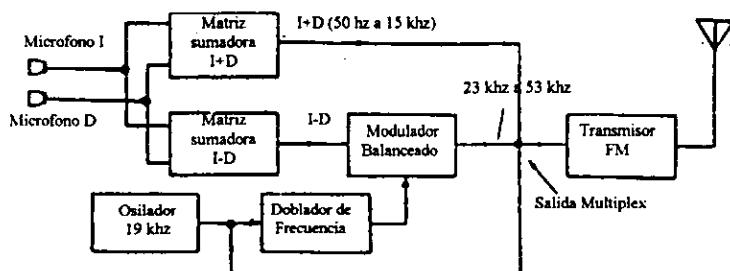 Microfono I
Microfono D
Matriz
sumadora
I+D
I+D (50 hz a 15 khz)
Matriz
sumadora
I-D
I-D
Modulador
Balanceado
23 khz a 53 khz
Transmisor
FM
Salida Multiplex
Osilador
19 khz
Doblador de
Frecuencia